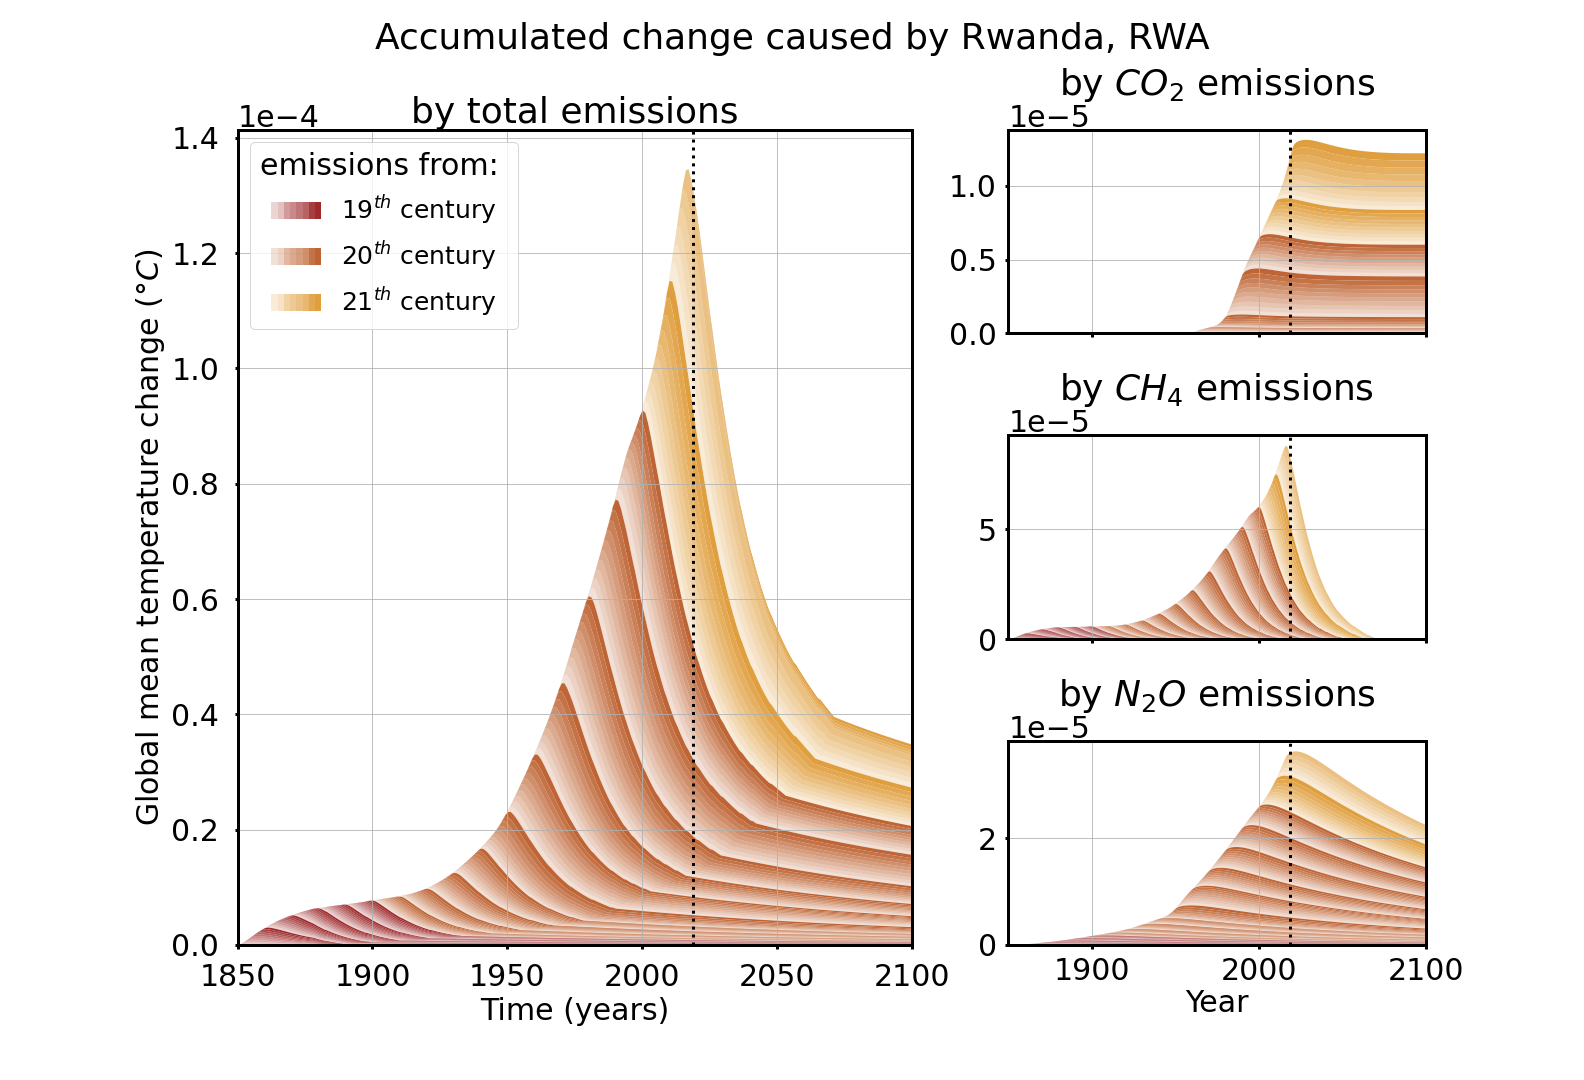 Accumulated change caused by Rwanda, RWA
by total emissions
1e−4
1.4
1.2
1.0
0.8
0.6
0.4
0.2
0.0
Global mean temperature change (°C)
emissions from:
19th century
20th century
21th century
1850 1900 1950 2000 2050 2100
Time (years)
by CO2 emissions
1e−5
1.0
0.5
0.0
by CH4 emissions
1e−5
5
0
by N2O emissions
1e−5
2
0
1900 2000 2100
Year